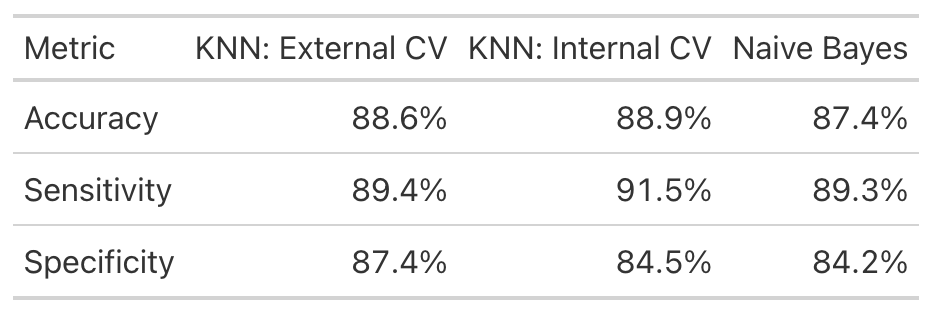 Metric KNN: External CV KNN: Internal CV Naive Bayes
Accuracy 88.6% 88.9% 87.4%
Sensitivity 89.4% 91.5% 89.3%
Specificity 87.4% 84.5% 84.2%